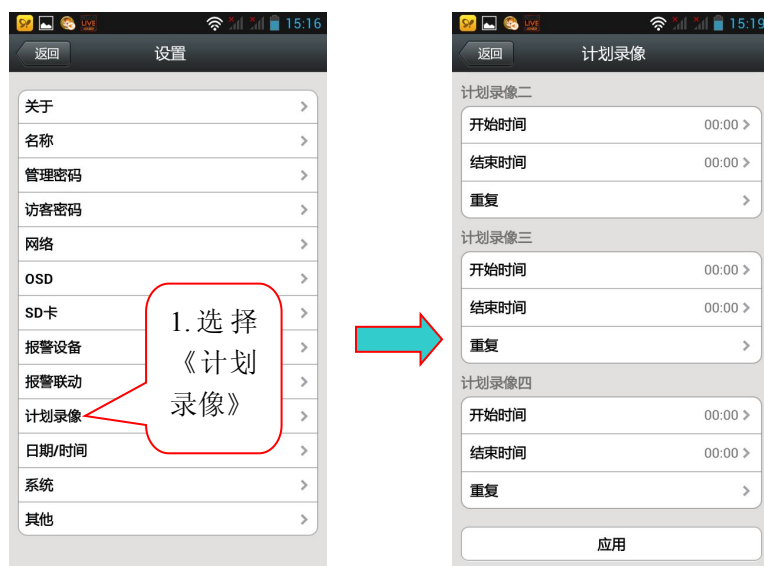 LIVE
15:16
返回
设置
关于
名称
管理密码
访客密码
网络
OSD
SD卡
报警设备
报警联动
计划录像
日期/时间
系统
其他
1.选择
《计划
录像》
LIVE
15:19
返回
计划录像
计划录像二
开始时间 00:00
结束时间 00:00
重复
计划录像三
开始时间 00:00
结束时间 00:00
重复
计划录像四
开始时间 00:00
结束时间 00:00
重复
应用